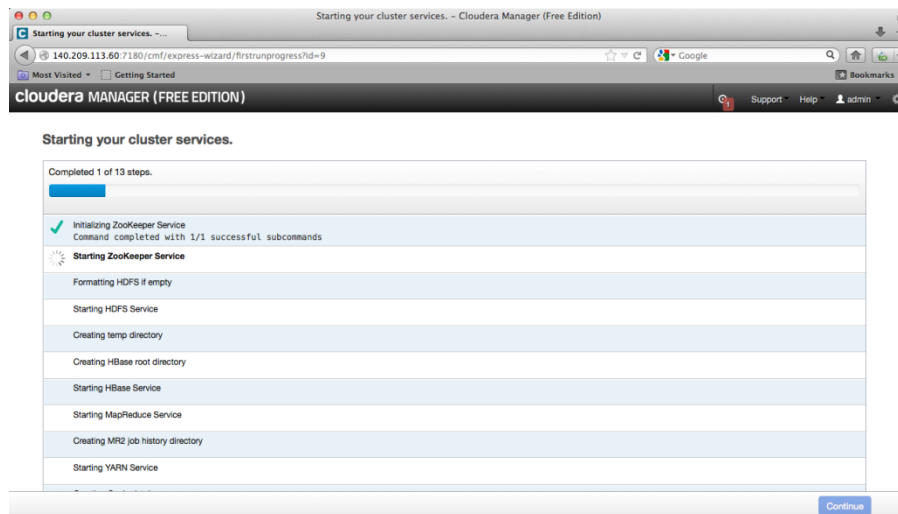 Starting your cluster services. – Cloudera Manager (Free Edition)
Starting your cluster services. –...
140.209.113.60:7180/cmf/express-wizard/firstrunprogress?id=9
Google
Most Visited
Getting Started
Bookmarks
cloudera MANAGER (FREE EDITION)
1
Support
Help
admin
Starting your cluster services.
Completed 1 of 13 steps.
Initializing ZooKeeper Service
Command completed with 1/1 successful subcommands
Starting ZooKeeper Service
Formatting HDFS if empty
Starting HDFS Service
Creating temp directory
Creating HBase root directory
Starting HBase Service
Starting MapReduce Service
Creating MR2 job history directory
Starting YARN Service
Continue